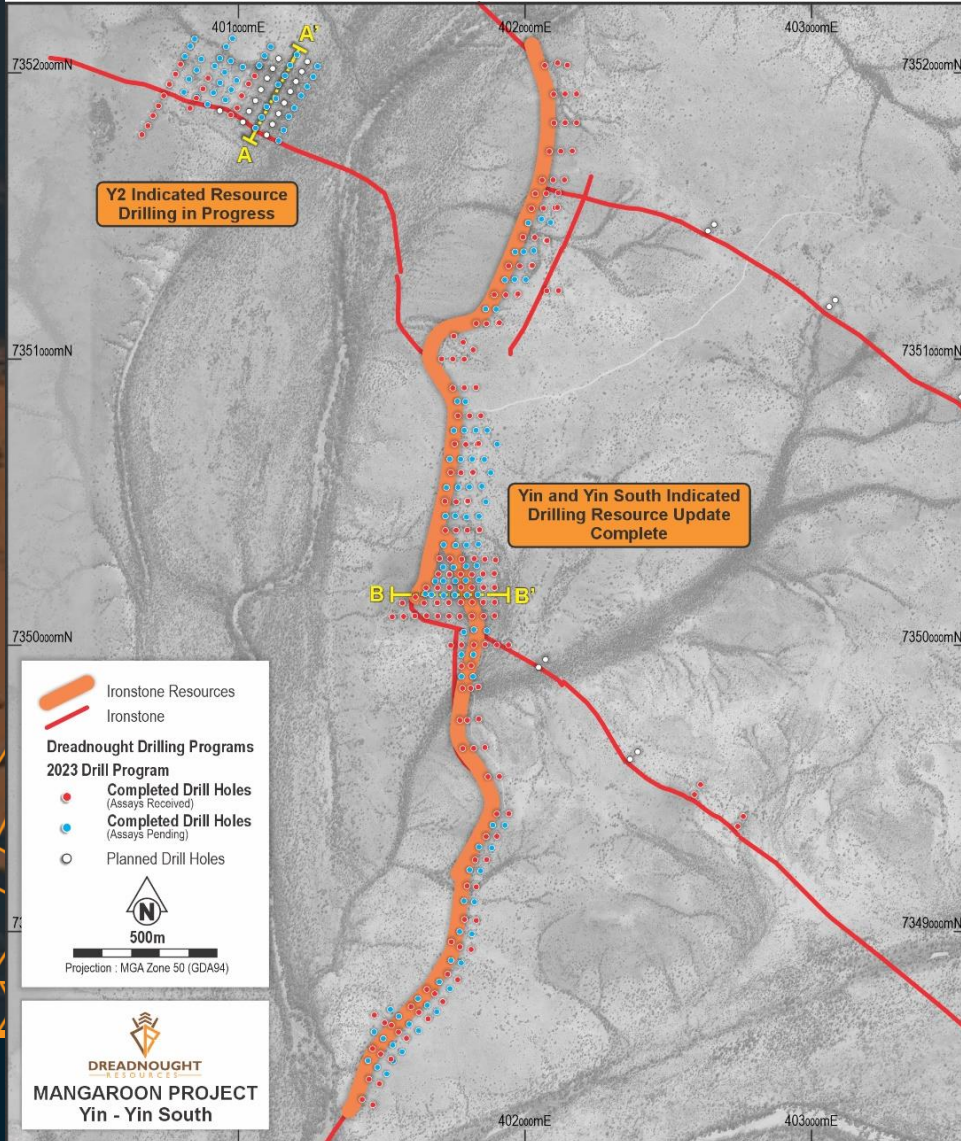 401000mE
402000mE
403000mE
A'
7352000mN
7352000mN
A
Y2 Indicated Resource
Drilling in Progress
7351000mN
7351000mN
Yin and Yin South Indicated
Drilling Resource Update
Complete
B
B'
7350000mN
7350000mN
Ironstone Resources
Ironstone
Dreadnought Drilling Programs
2023 Drill Program
Completed Drill Holes
(Assays Received)
Completed Drill Holes
(Assays Pending)
Planned Drill Holes
N
500m
Projection : MGA Zone 50 (GDA94)
7349000mN
DREADNOUGHT
RESOURCES
MANGAROON PROJECT
Yin - Yin South
402000mE
403000mE